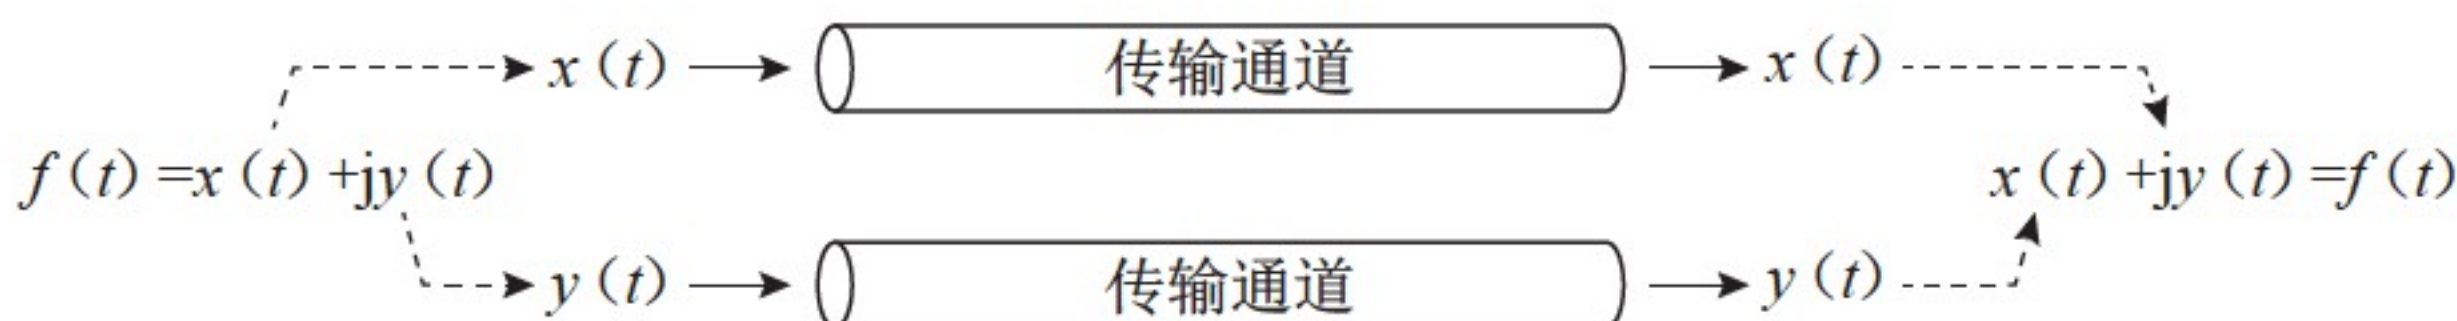 x (t) 传输通道 x (t)
f (t) =x (t) +jy (t) x (t) +jy (t) =f (t)
y (t) 传输通道 y (t)